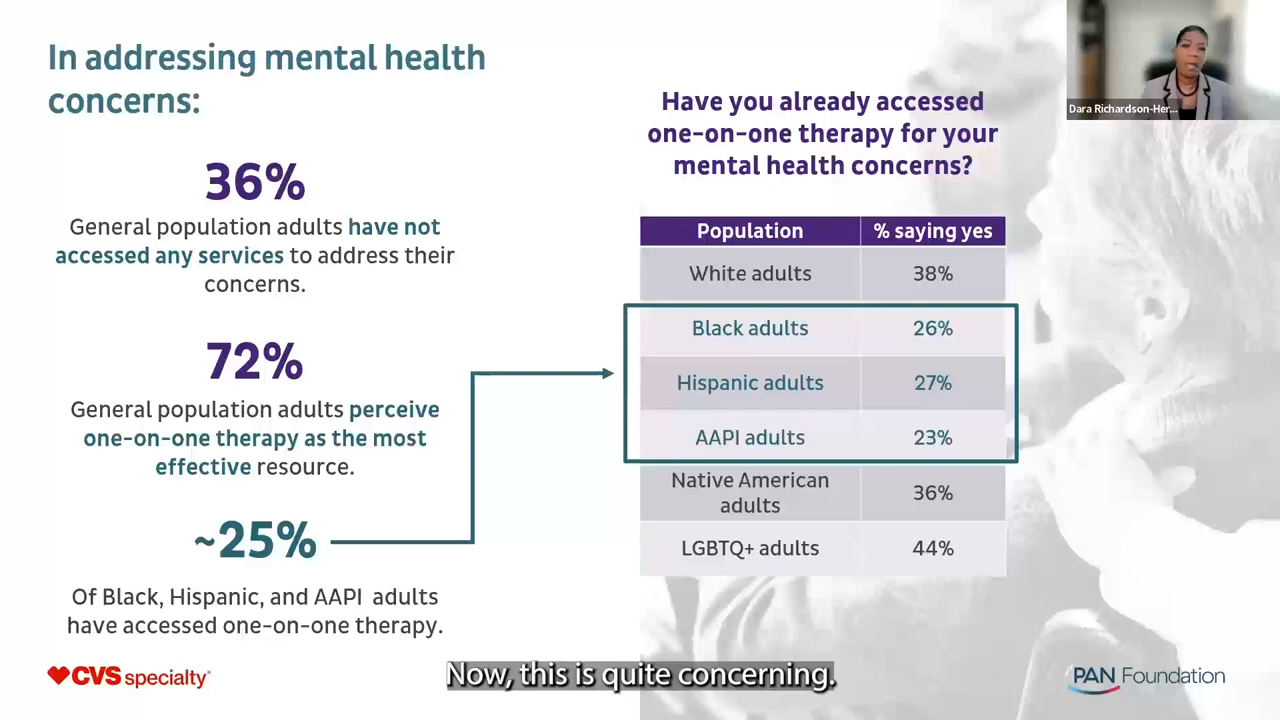 In addressing mental health
concerns:
36%
General population adults have not
accessed any services to address their
concerns.
72%
General population adults perceive
one-on-one therapy as the most
effective resource.
~25%
Of Black, Hispanic, and AAPI adults
have accessed one-on-one therapy.
Have you already accessed
one-on-one therapy for your
mental health concerns?
Population % saying yes
White adults 38%
Black adults 26%
Hispanic adults 27%
AAPI adults 23%
Native American
adults 36%
LGBTQ+ adults 44%
Dara Richardson-Her...
CVS specialty®
Now, this is quite concerning.
PAN Foundation